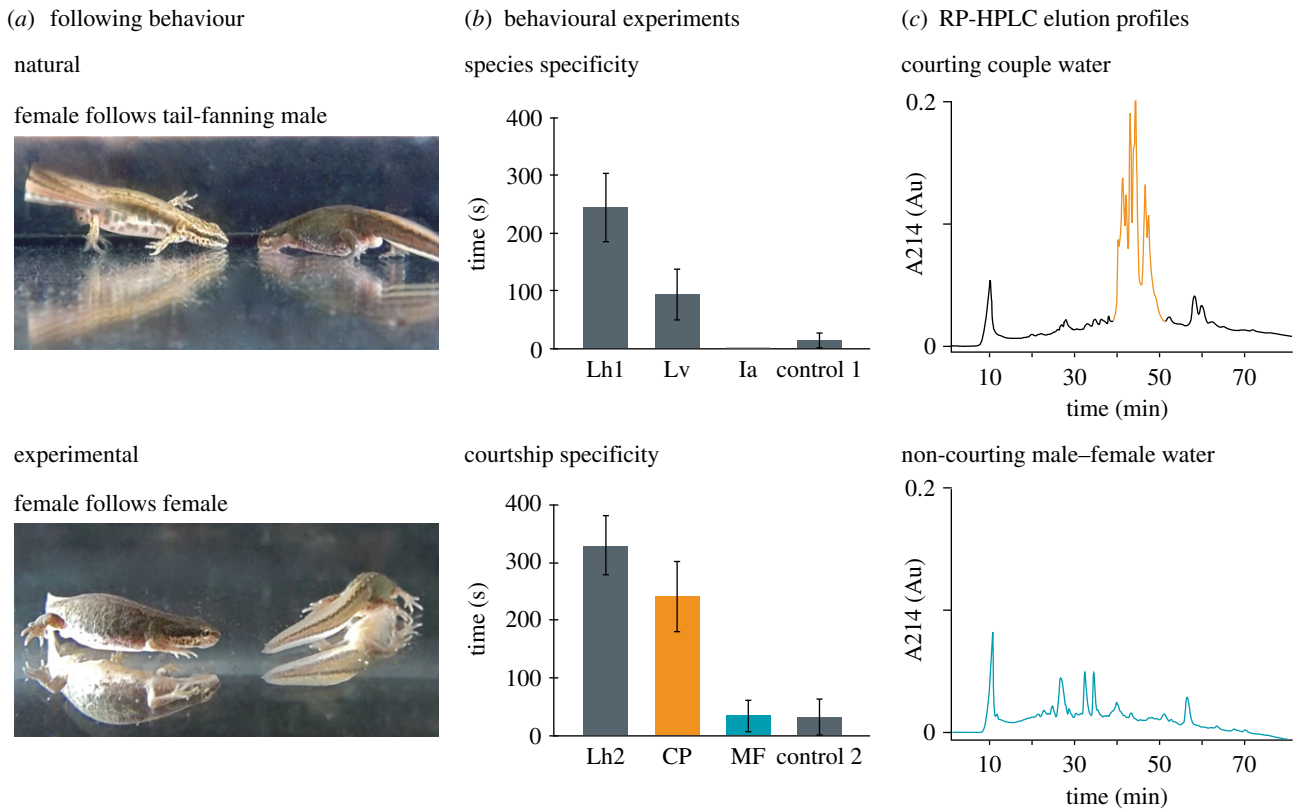 (a) following behaviour
natural
female follows tail-fanning male
experimental
female follows female
(b) behavioural experiments
species specificity
400
300
200
100
0
time (s)
Lh1 Lv Ia control 1
courtship specificity
400
300
200
100
0
time (s)
Lh2 CP MF control 2
(c) RP-HPLC elution profiles
courting couple water
0.2
A214 (Au)
0
10 30 50 70
time (min)
non-courting male–female water
0.2
A214 (Au)
0
10 30 50 70
time (min)